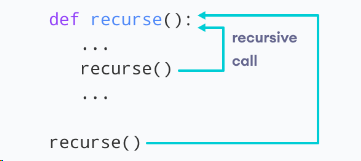 def recurse():
...
recursive
recurse()
call
...
recurse()